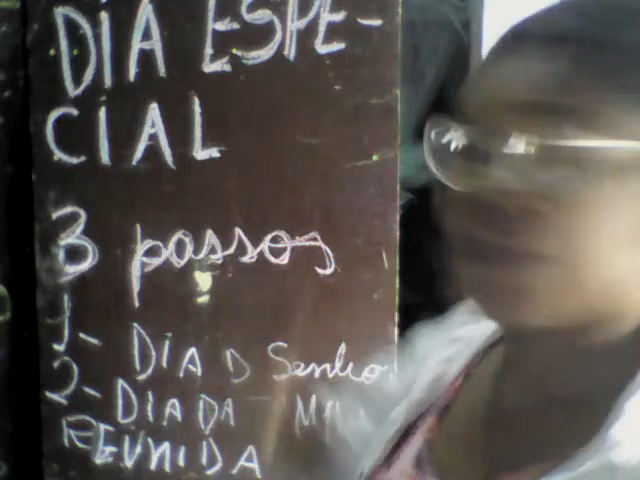 DIA ESPE-
CIAL
3 passos
1- DIA D Senhor
2- DIA DA
REUNIDA